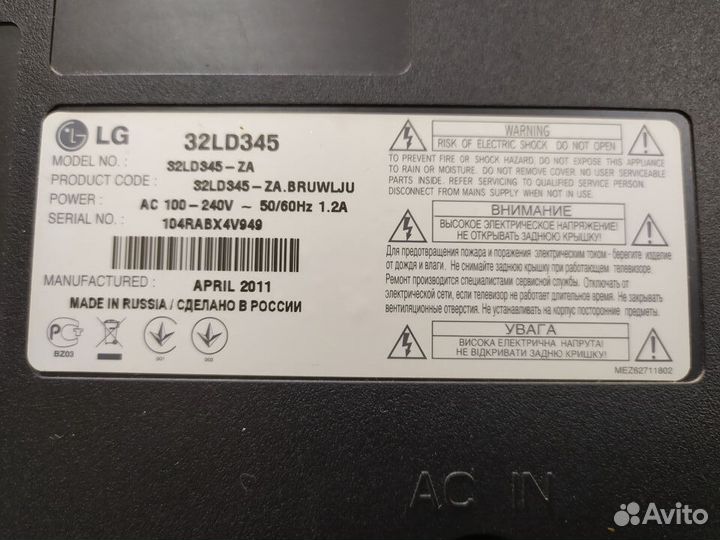 LG 32LD345
MODEL NO. : 32LD345-ZA
PRODUCT CODE : 32LD345-ZA.BRUWLJU
POWER : AC 100-240V ~ 50/60Hz 1.2A
SERIAL NO. : 104RABX4V949
MANUFACTURED : APRIL 2011
MADE IN RUSSIA / СДЕЛАНО В РОССИИ
BZ03
001
003
WARNING
RISK OF ELECTRIC SHOCK DO NOT OPEN
TO PREVENT FIRE OR SHOCK HAZARD, DO NOT EXPOSE THIS APPLIANCE
TO RAIN OR MOISTURE. DO NOT REMOVE COVER. NO USER SERVICEABLE
PARTS INSIDE. REFER SERVICING TO QUALIFIED SERVICE PERSONNEL.
DISCONNECT FROM MAINS SUPPLY WHEN NOT IN USE.
ВНИМАНИЕ
ВЫСОКОЕ ЭЛЕКТРИЧЕСКОЕ НАПРЯЖЕНИЕ!
НЕ ОТКРЫВАТЬ ЗАДНЮЮ КРЫШКУ!
Для предотвращения пожара и поражения электрическим током - берегите изделие
от дождя и влаги. Не снимайте заднюю крышку при работающем телевизоре.
Ремонт производится специалистами сервисной службы. Отключайте от
электрической сети, если телевизор не работает длительное время. Не закрывать
вентиляционные отверстия. Не устанавливать на корпус посторонние предметы.
УВАГА
ВИСОКА ЕЛЕКТРИЧНА НАПРУГА!
НЕ ВІДКРИВАТИ ЗАДНЮ КРИШКУ!
MEZ62711802
AC IN
Avito